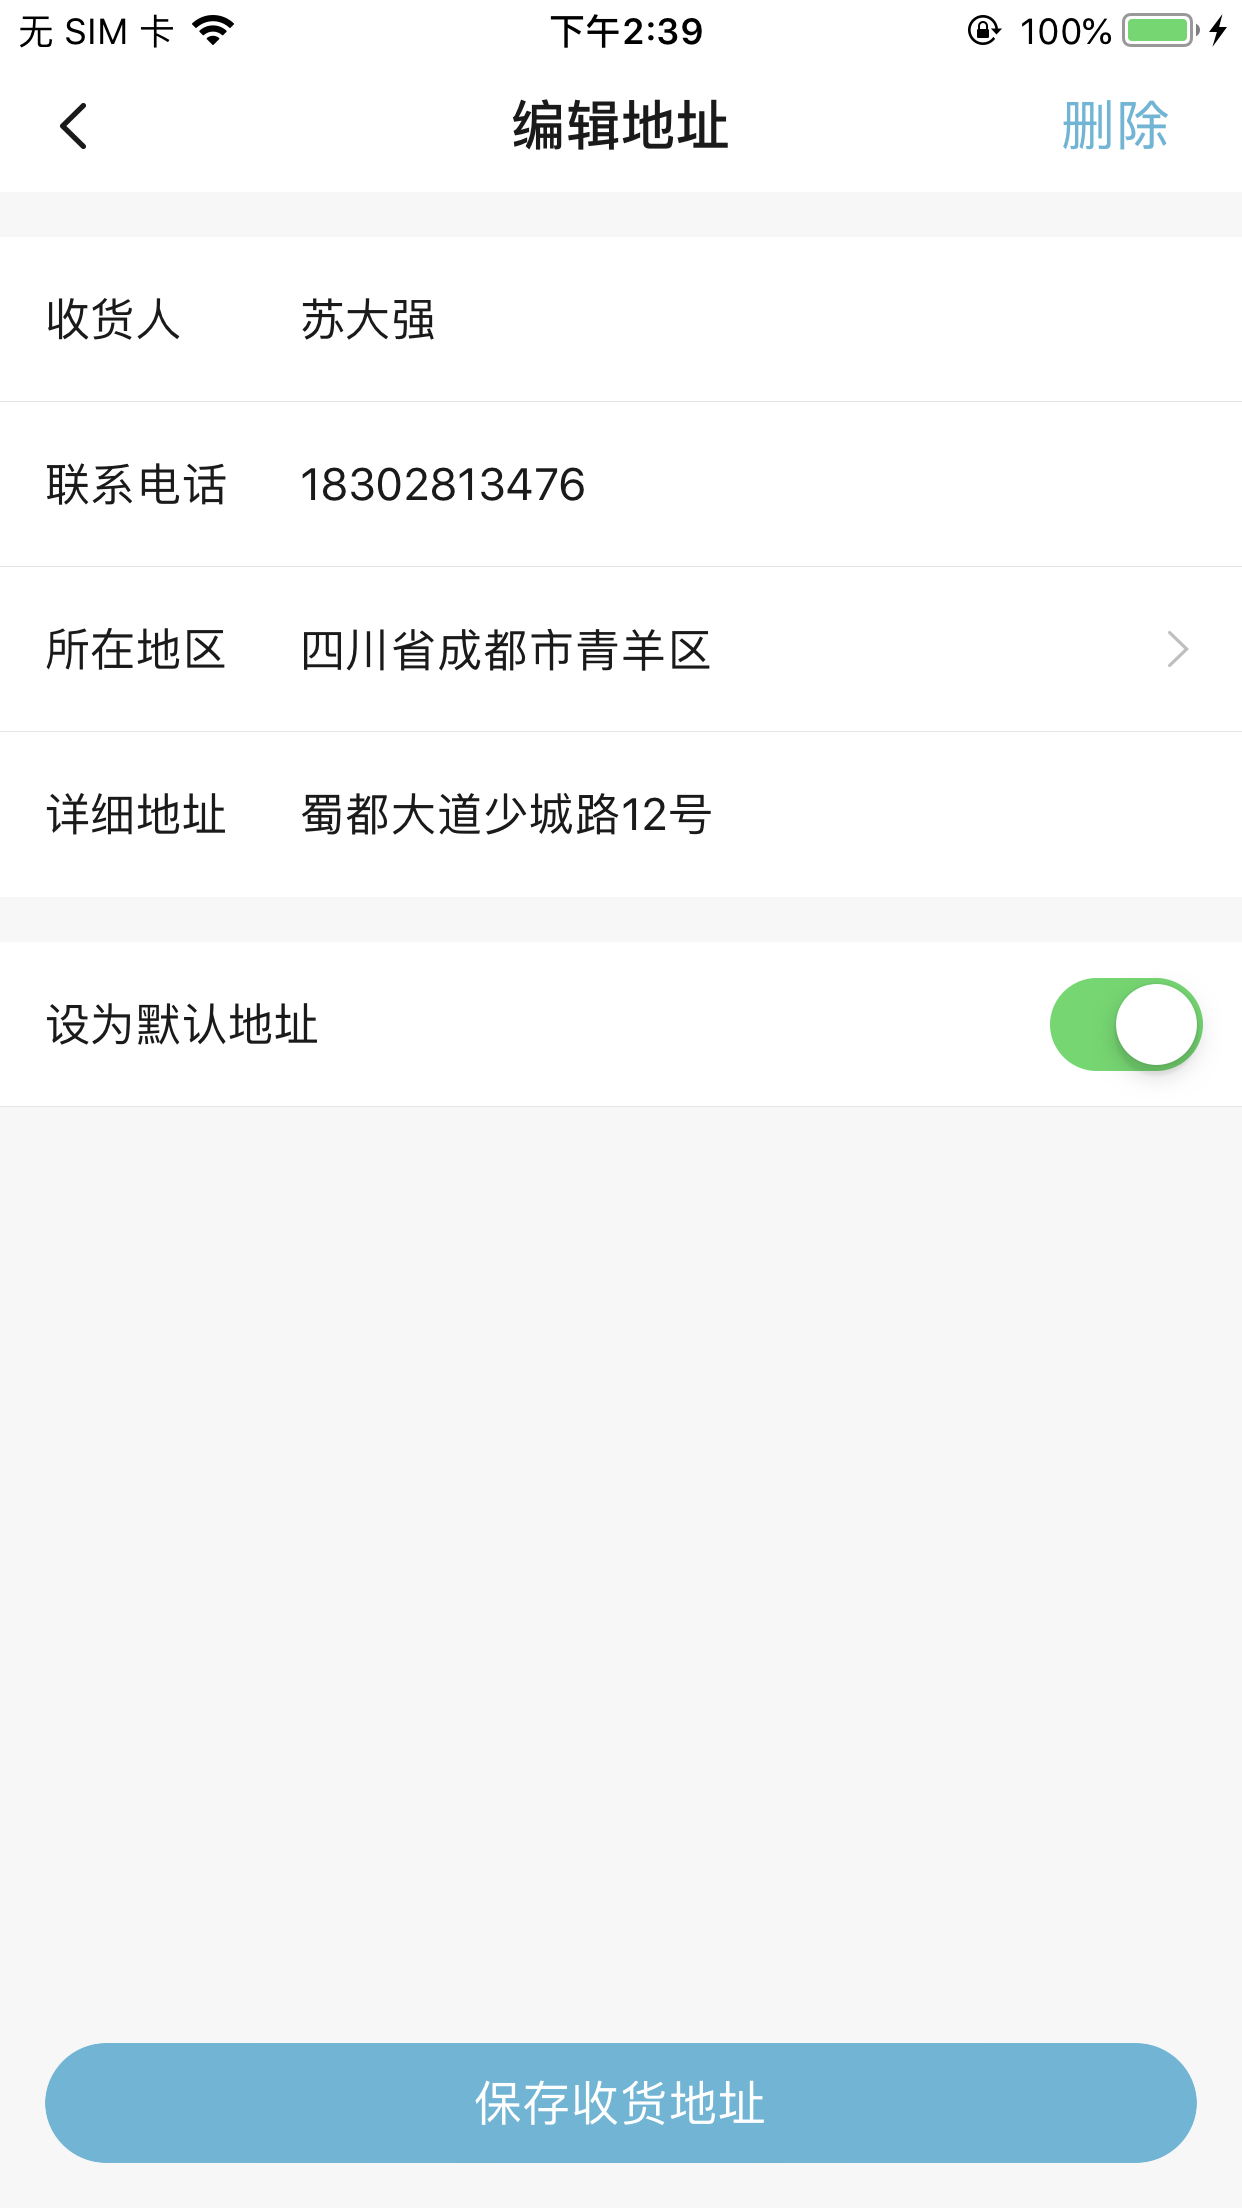 无 SIM 卡 下午2:39 100%
编辑地址 删除
收货人 苏大强
联系电话 18302813476
所在地区 四川省成都市青羊区
详细地址 蜀都大道少城路12号
设为默认地址
保存收货地址